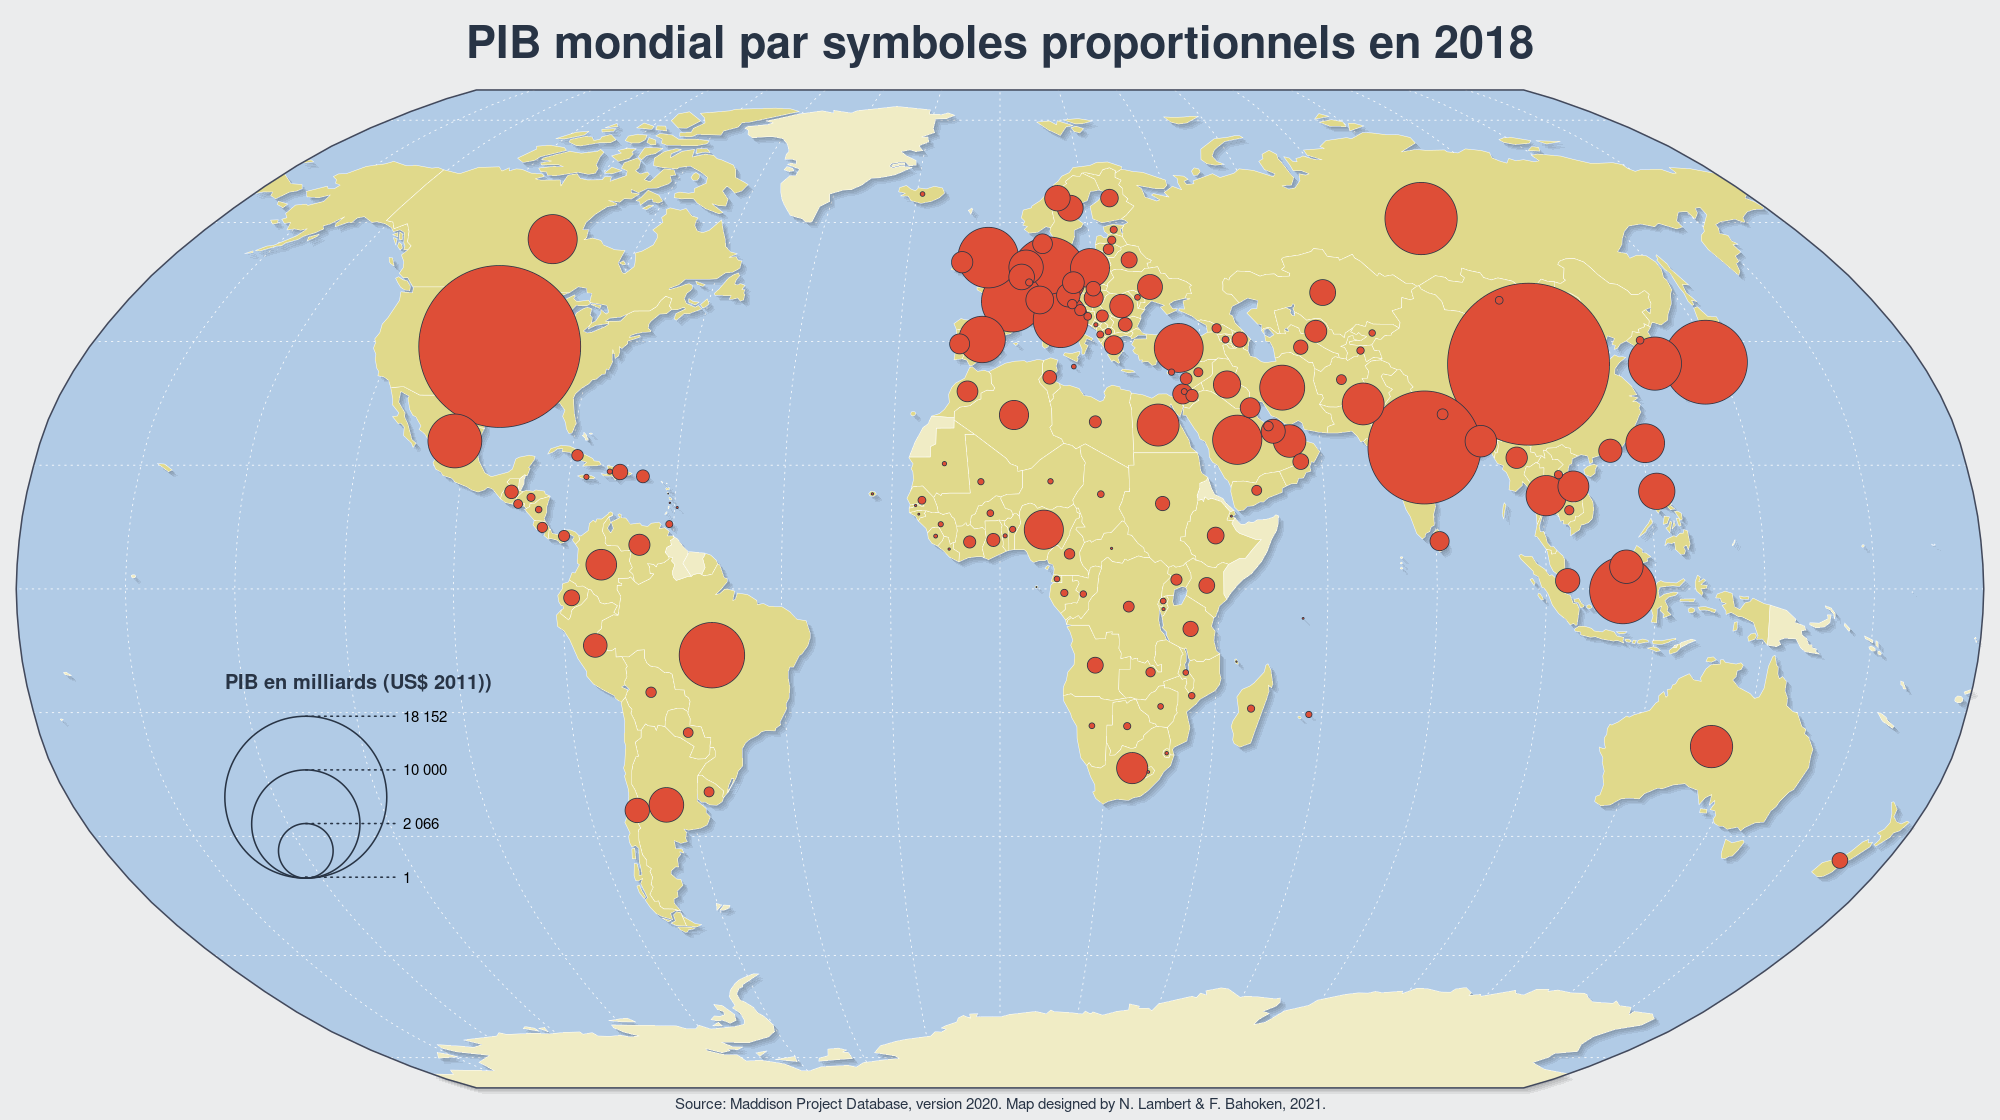 PIB mondial par symboles proportionnels en 2018
PIB en milliards (US$ 2011))
18 152
10 000
2 066
1
Source: Maddison Project Database, version 2020. Map designed by N. Lambert & F. Bahoken, 2021.